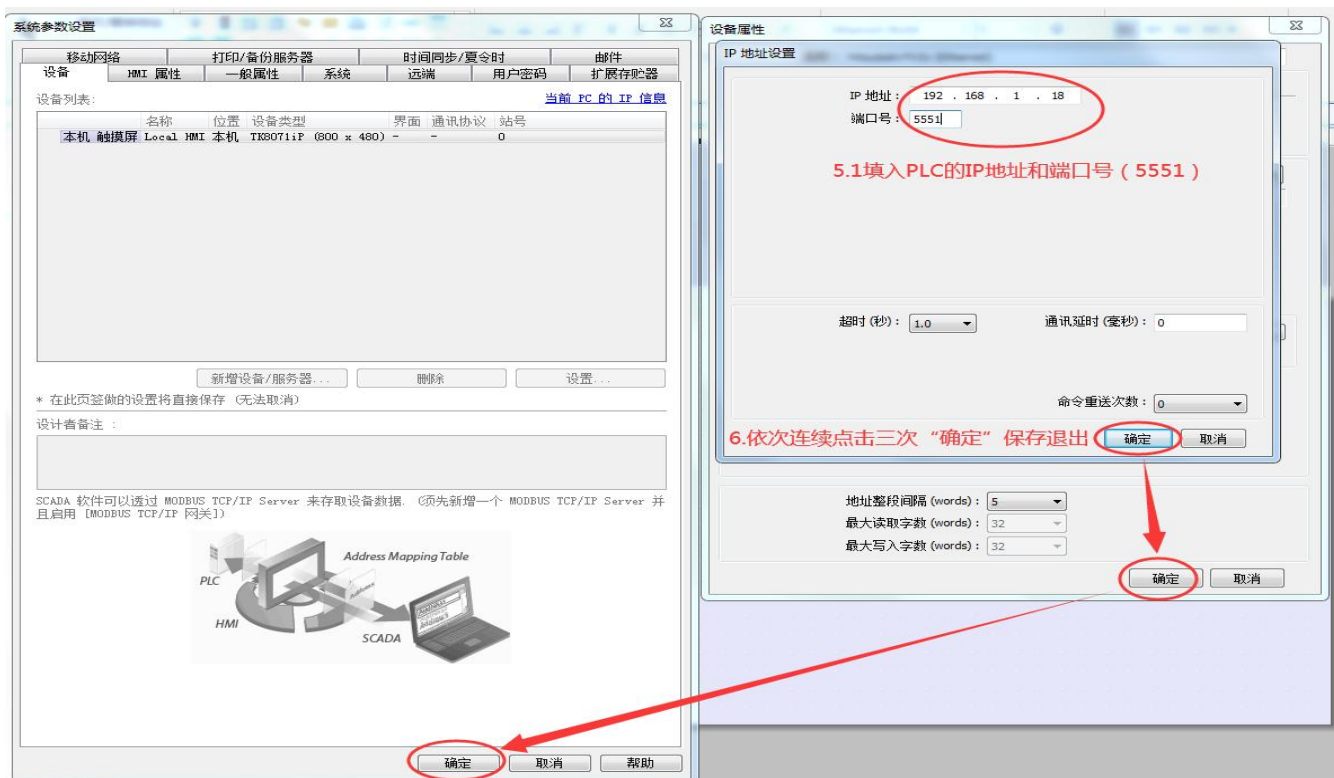 系统参数设置
移动网络 打印/备份服务器 时间同步/夏令时 邮件
设备 HMI 属性 一般属性 系统 远端 用户密码 扩展存贮器
设备列表:
当前 PC 的 IP 信息
名称 位置 设备类型 界面 通讯协议 站号
本机 触摸屏 Local HMI 本机 TK8071iP (800 x 480) - - 0
新增设备/服务器... 删除 设置...
* 在此页签做的设置将直接保存 (无法取消)
设计者备注 :
SCADA 软件可以透过 MODBUS TCP/IP Server 来存取设备数据. (须先新增一个 MODBUS TCP/IP Server 并
且启用 [MODBUS TCP/IP 网关])
Address Mapping Table
PLC
HMI
SCADA
确定 取消 帮助
设备属性
IP 地址设置
IP 地址: 192 . 168 . 1 . 18
端口号: 5551
5.1填入PLC的IP地址和端口号（5551）
超时(秒): 1.0 通讯延时(毫秒): 0
命令重送次数: 0
6.依次连续点击三次“确定”保存退出 确定 取消
地址整段间隔(words): 5
最大读取字数(words): 32
最大写入字数(words): 32
确定 取消